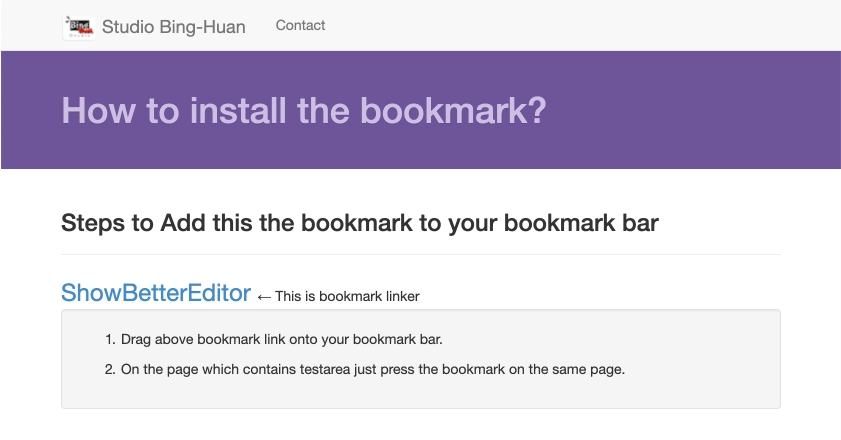 Bing
Studio Bing-Huan
Contact
How to install the bookmark?
Steps to Add this the bookmark to your bookmark bar
ShowBetterEditor ← This is bookmark linker
1. Drag above bookmark link onto your bookmark bar.
2. On the page which contains testarea just press the bookmark on the same page.